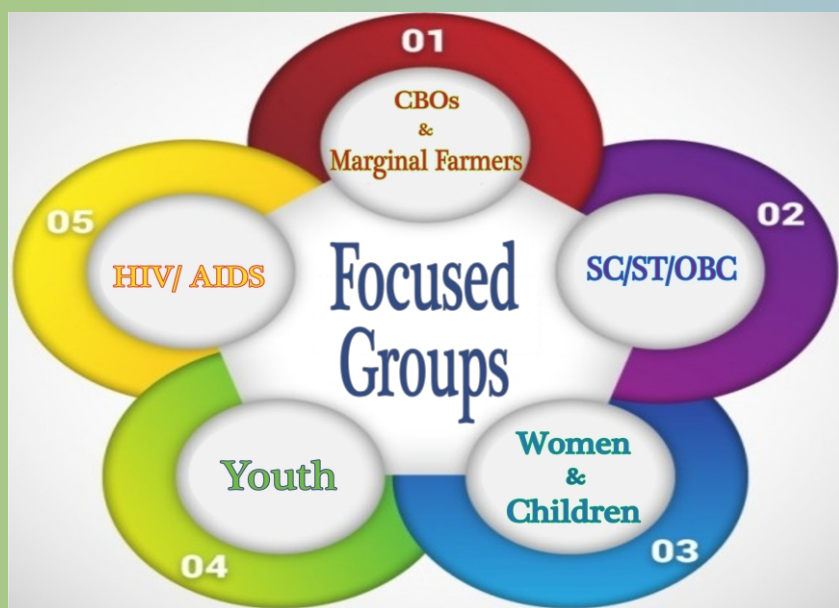 Focused
Groups
01
CBOs
&
Marginal Farmers
02
SC/ST/OBC
03
Women
&
Children
04
Youth
05
HIV/ AIDS